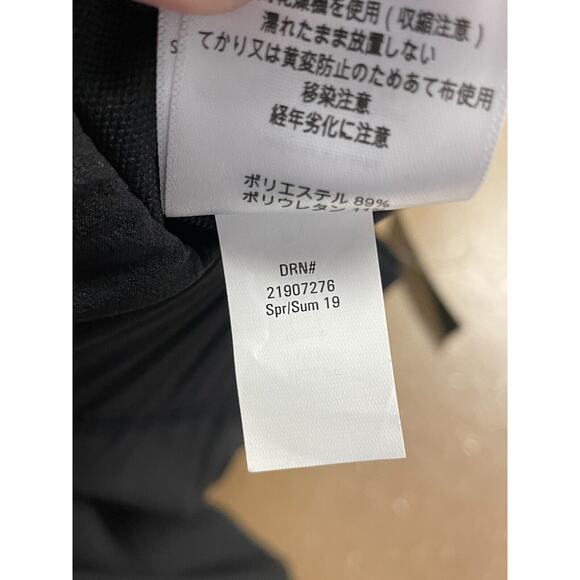 燥機を使用 ( 収縮注意 )
濡れたまま放置しない
てかり又は黄変防止のためあて布使用
移染注意
経年劣化に注意
S
ポリエステル 89%
ポリウレタン
DRN#
21907276
Spr/Sum 19